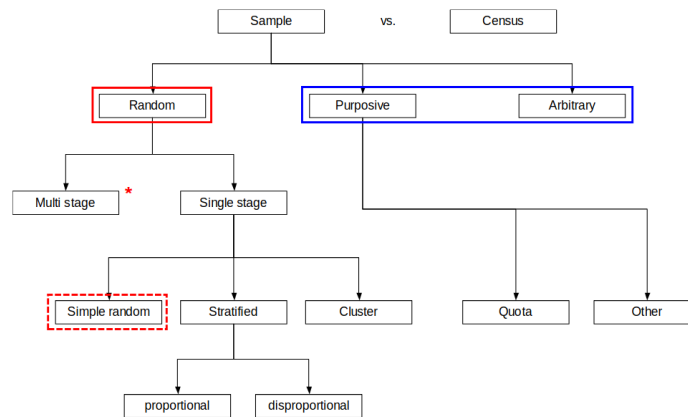 Sample vs. Census
Random Purposive Arbitrary
Multi stage * Single stage
Simple random Stratified Cluster Quota Other
proportional disproportional